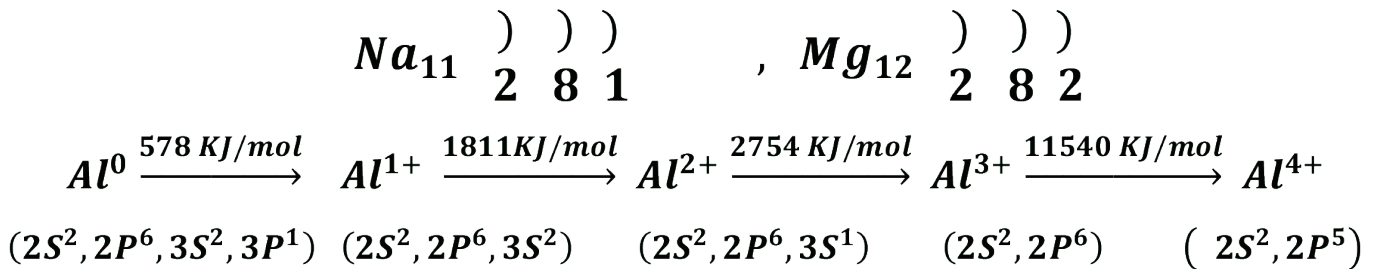 Na₁₁ ) ) ) , Mg₁₂ ) ) )
2 8 1 2 8 2
Al⁰ 578 KJ/mol Al¹⁺ 1811KJ/mol Al²⁺ 2754 KJ/mol Al³⁺ 11540 KJ/mol Al⁴⁺
(2S², 2P⁶, 3S², 3P¹) (2S², 2P⁶, 3S²) (2S², 2P⁶, 3S¹) (2S², 2P⁶) ( 2S², 2P⁵)